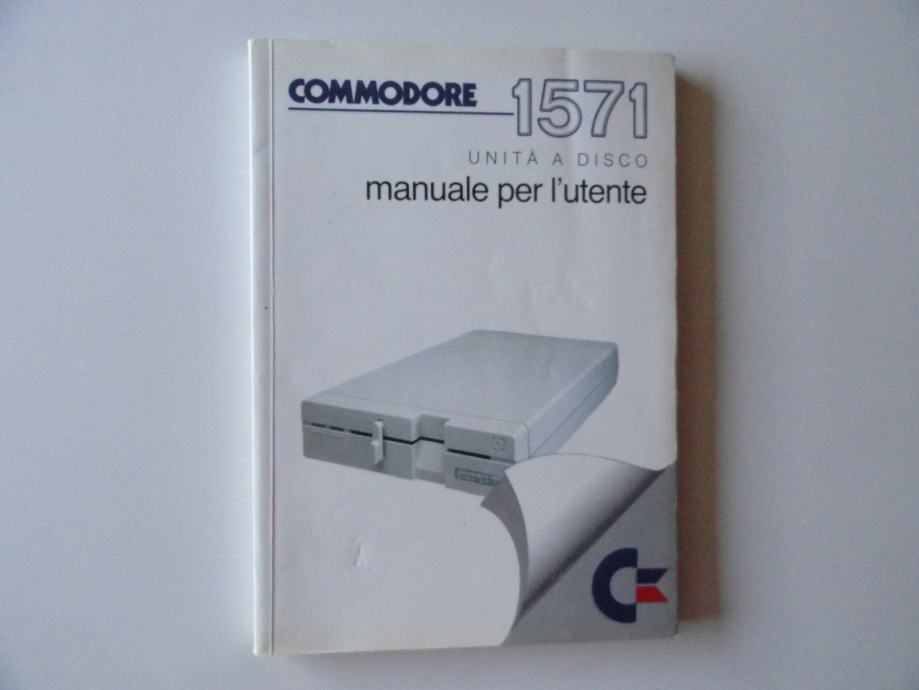 COMMODORE 1571
UNITÀ A DISCO
manuale per l'utente